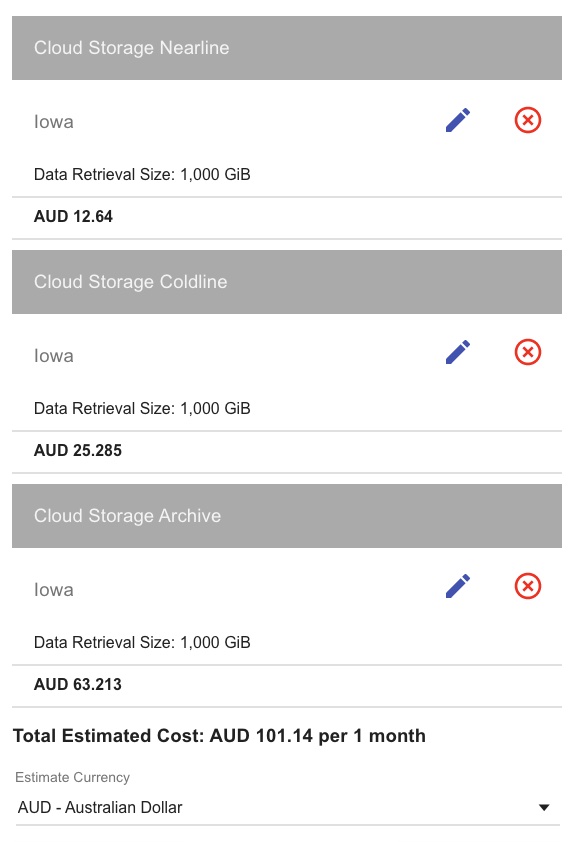 Cloud Storage Nearline
Iowa
Data Retrieval Size: 1,000 GiB
AUD 12.64
Cloud Storage Coldline
Iowa
Data Retrieval Size: 1,000 GiB
AUD 25.285
Cloud Storage Archive
Iowa
Data Retrieval Size: 1,000 GiB
AUD 63.213
Total Estimated Cost: AUD 101.14 per 1 month
Estimate Currency
AUD - Australian Dollar